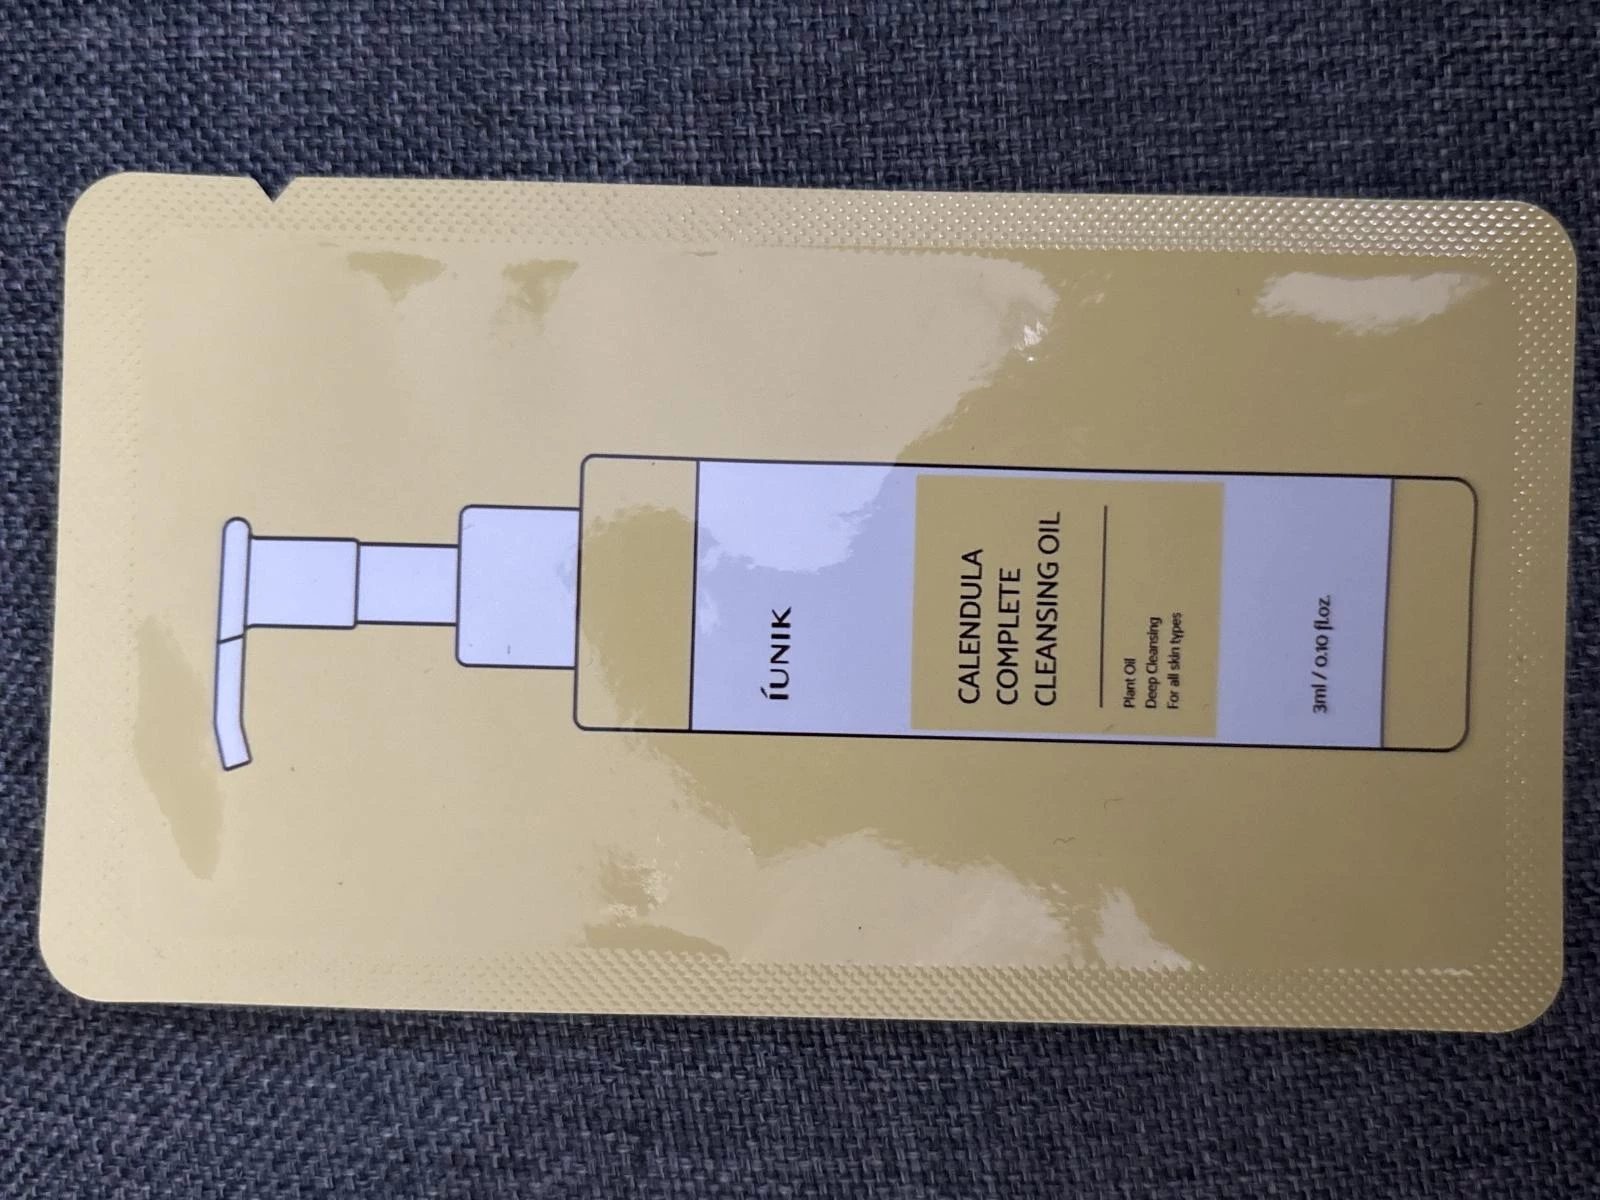 íUNIK
CALENDULA
COMPLETE
CLEANSING OIL
Plant Oil
Deep Cleansing
For all skin types
3ml / 0.10 fl.oz.